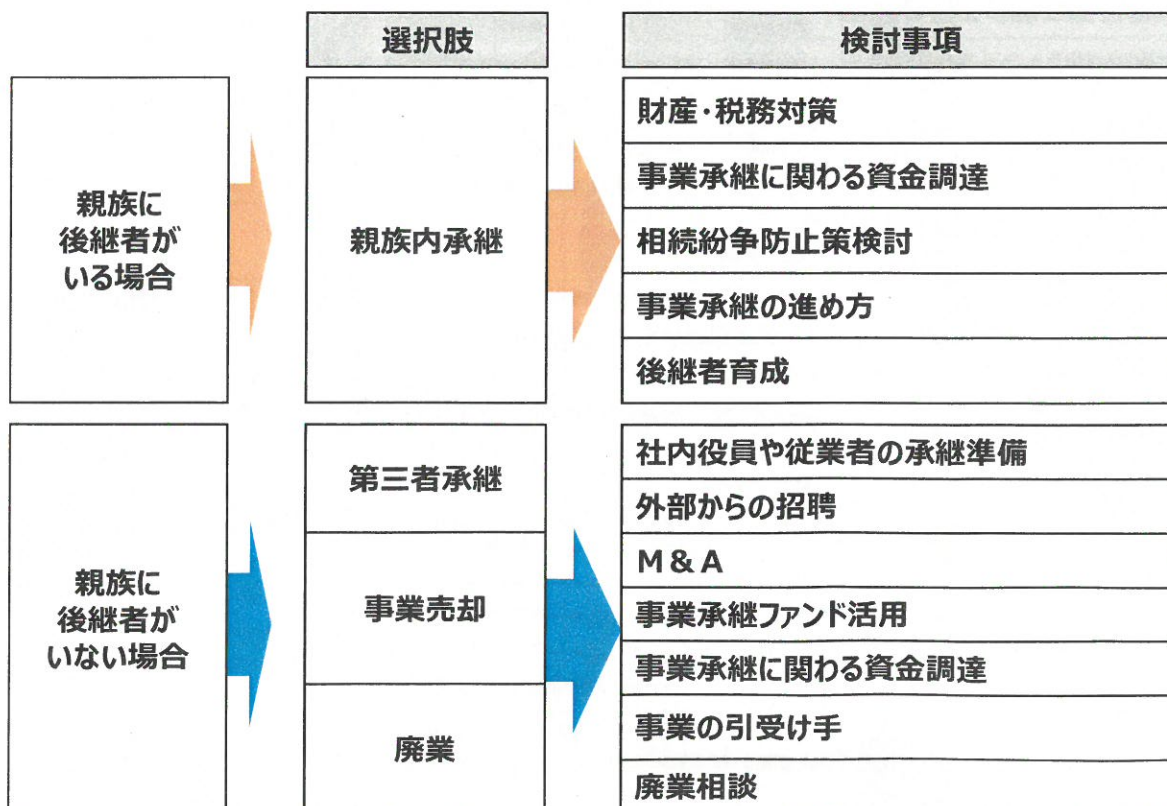 選択肢
検討事項
親族に
後継者が
いる場合
親族内承継
財産・税務対策
事業承継に関わる資金調達
相続紛争防止策検討
事業承継の進め方
後継者育成
親族に
後継者が
いない場合
第三者承継
事業売却
廃業
社内役員や従業者の承継準備
外部からの招聘
M&A
事業承継ファンド活用
事業承継に関わる資金調達
事業の引受け手
廃業相談